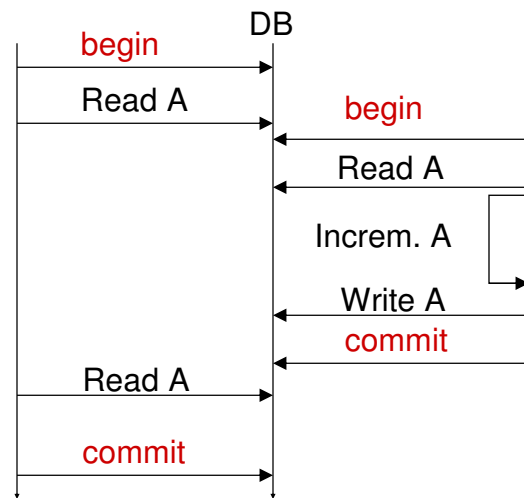 DB
begin
Read A
begin
Read A
Increm. A
Write A
commit
Read A
commit